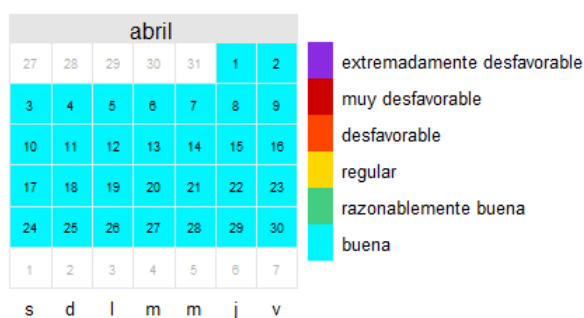 abril
27 28 29 30 31 1 2
3 4 5 6 7 8 9
10 11 12 13 14 15 16
17 18 19 20 21 22 23
24 25 26 27 28 29 30
1 2 3 4 5 6 7
s d l m m j v
extremadamente desfavorable
muy desfavorable
desfavorable
regular
razonablemente buena
buena